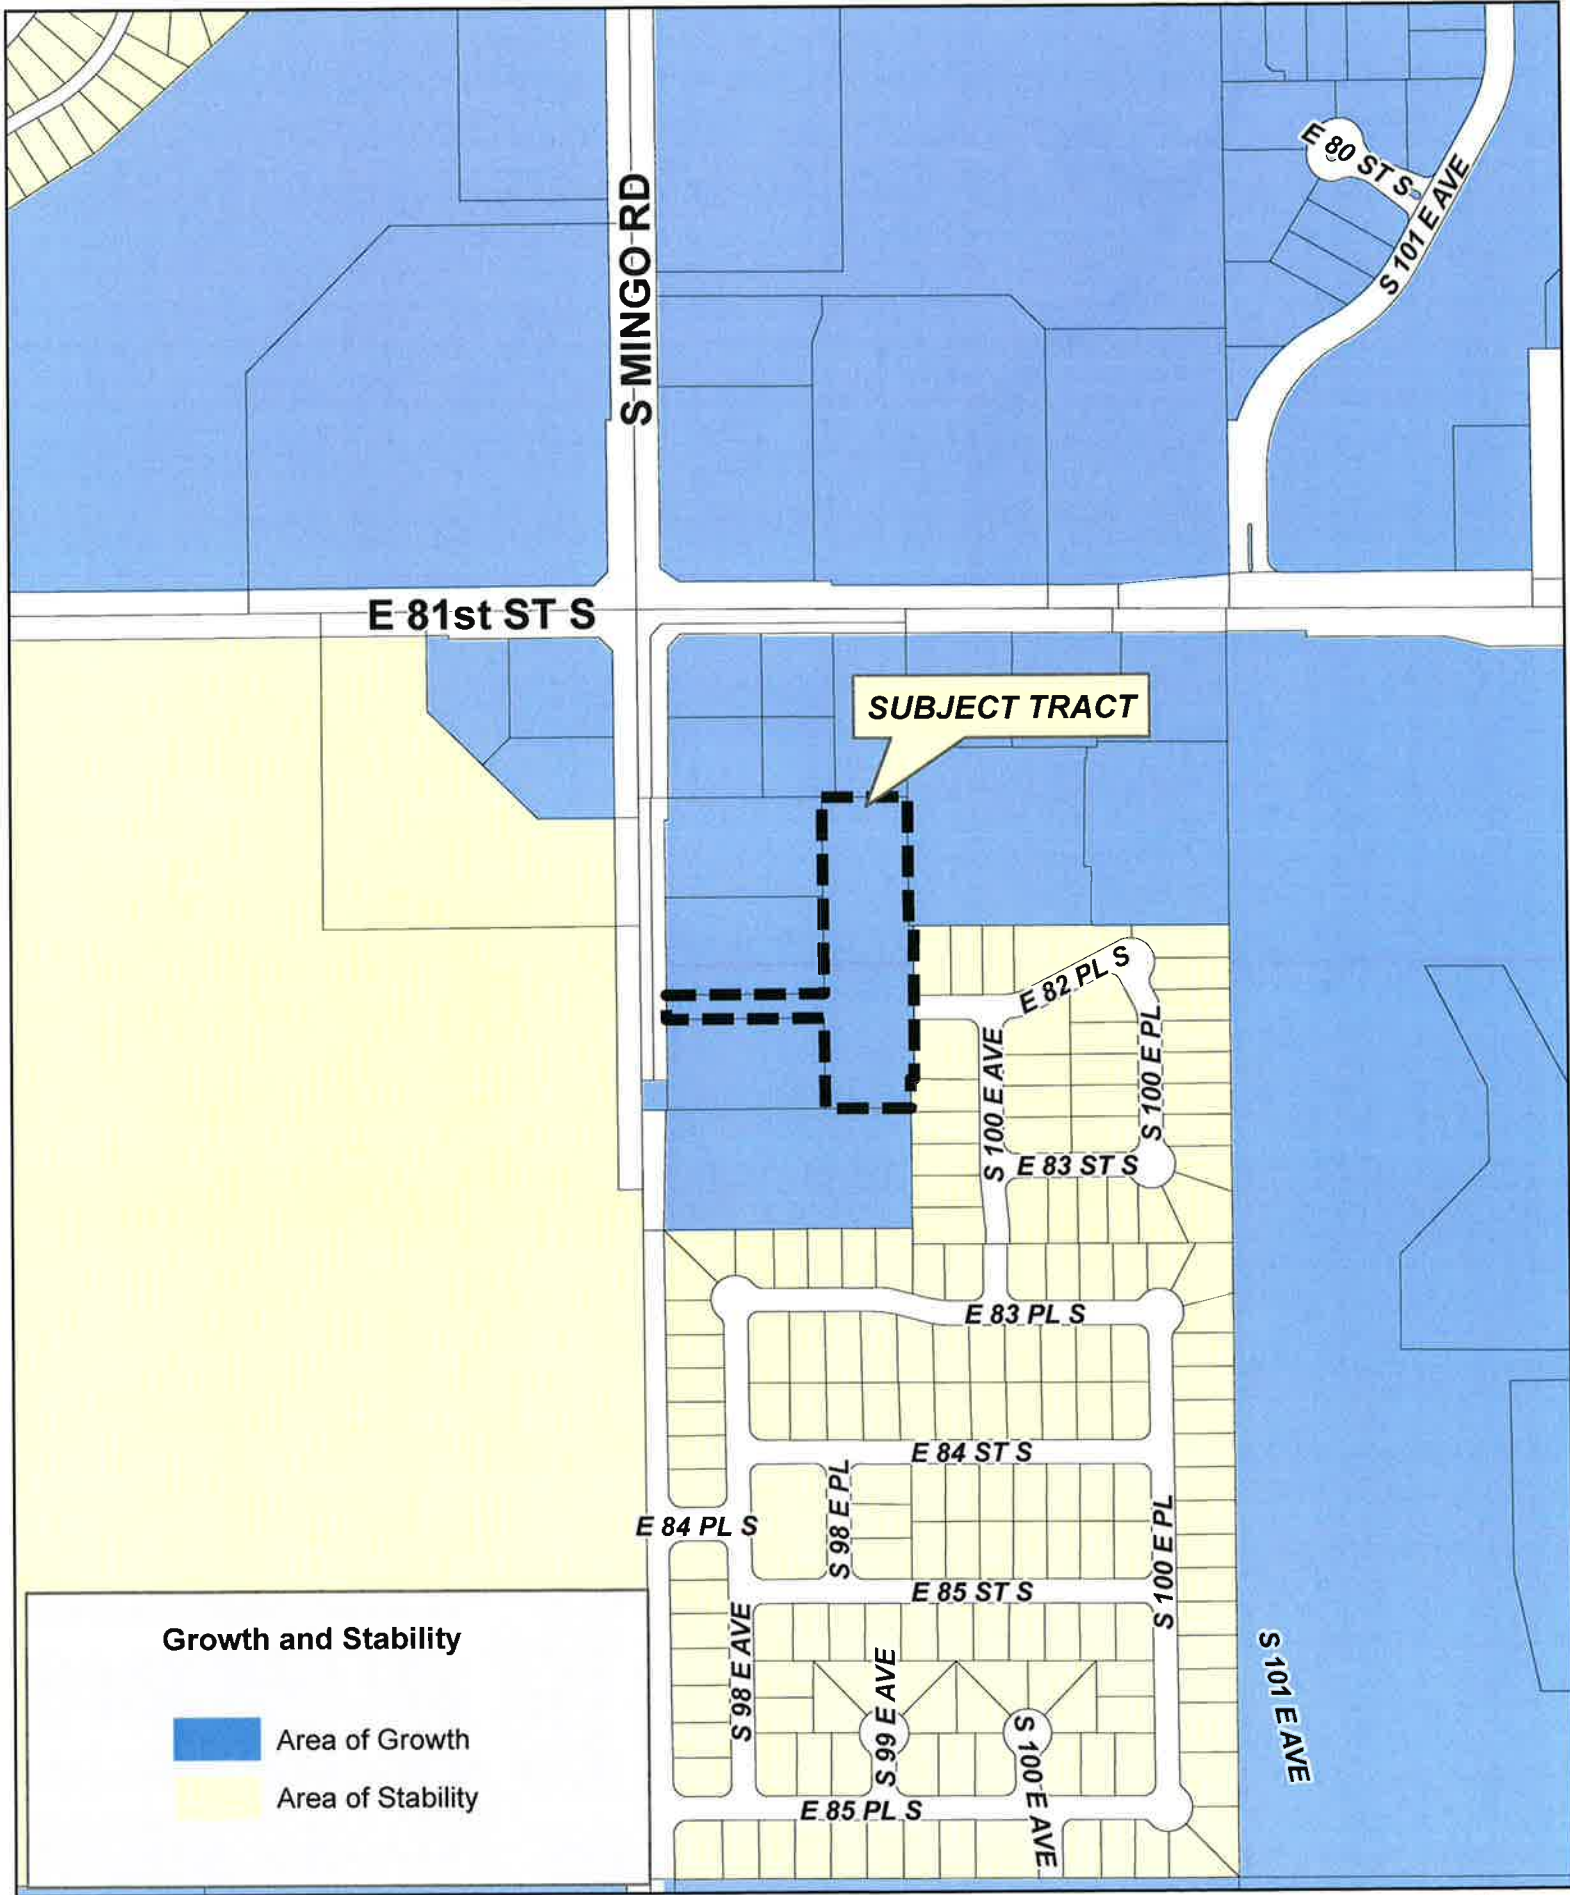 E 80 ST S
S 101 E AVE
S MINGO RD
E 81st ST S
SUBJECT TRACT
E 82 PL S
S 100 E AVE
S 100 E PL
E 83 ST S
E 83 PL S
E 84 ST S
S 98 E PL
E 84 PL S
S 100 E PL
E 85 ST S
S 98 E AVE
S 99 E AVE
S 100 E AVE
S 101 E AVE
E 85 PL S
Growth and Stability
Area of Growth
Area of Stability